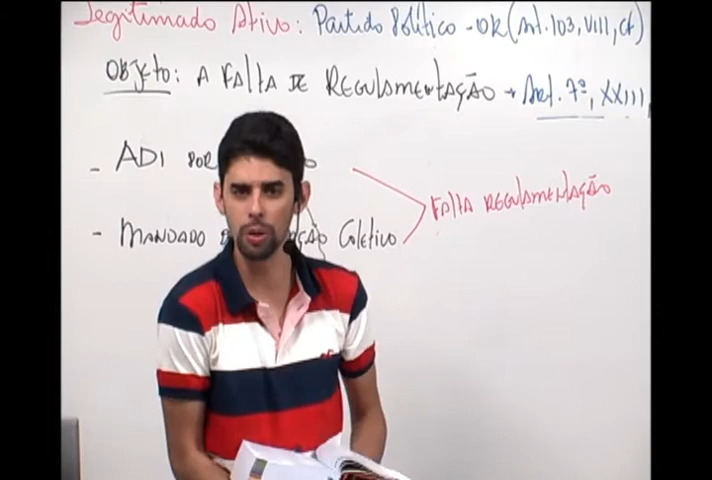 Legitimado Ativo: Partido Político - OK (Art. 103, VIII, CF)
Objeto: A FALTA DE REGULAMENTAÇÃO → Art. 7º, XXIII,
- ADI POR
FALTA REGULAMENTAÇÃO
- MANDADO Coletivo